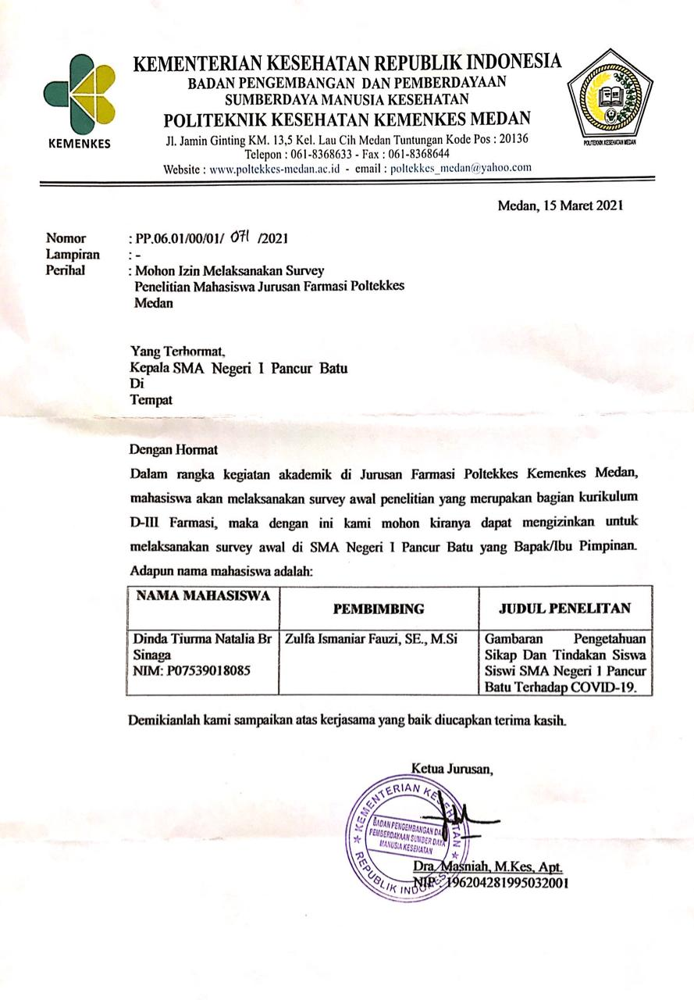 KEMENTERIAN KESEHATAN REPUBLIK INDONESIA
BADAN PENGEMBANGAN DAN PEMBERDAYAAN
SUMBERDAYA MANUSIA KESEHATAN
POLITEKNIK KESEHATAN KEMENKES MEDAN
KEMENKES
POLITEKNIK KESEHATAN MEDAN
Jl. Jamin Ginting KM. 13,5 Kel. Lau Cih Medan Tuntungan Kode Pos : 20136
Telepon : 061-8368633 - Fax : 061-8368644
Website : www.poltekkes-medan.ac.id - email : poltekkes_medan@yahoo.com
Medan, 15 Maret 2021
Nomor : PP.06.01/00/01/ 071 /2021
Lampiran : -
Perihal : Mohon Izin Melaksanakan Survey
Penelitian Mahasiswa Jurusan Farmasi Poltekkes
Medan
Yang Terhormat,
Kepala SMA Negeri 1 Pancur Batu
Di
Tempat
Dengan Hormat
Dalam rangka kegiatan akademik di Jurusan Farmasi Poltekkes Kemenkes Medan,
mahasiswa akan melaksanakan survey awal penelitian yang merupakan bagian kurikulum
D-III Farmasi, maka dengan ini kami mohon kiranya dapat mengizinkan untuk
melaksanakan survey awal di SMA Negeri 1 Pancur Batu yang Bapak/Ibu Pimpinan.
Adapun nama mahasiswa adalah:
NAMA MAHASISWA
PEMBIMBING
JUDUL PENELITAN
Dinda Tiurma Natalia Br
Sinaga
NIM: P07539018085
Zulfa Ismaniar Fauzi, SE., M.Si
Gambaran Pengetahuan
Sikap Dan Tindakan Siswa
Siswi SMA Negeri 1 Pancur
Batu Terhadap COVID-19.
Demikianlah kami sampaikan atas kerjasama yang baik diucapkan terima kasih.
Ketua Jurusan,
KEMENTERIAN KESEHATAN
BADAN PENGEMBANGAN DAN
PEMBERDAYAAN SUMBER DAYA
MANUSIA KESEHATAN
REPUBLIK INDONESIA
Dra. Masniah, M.Kes, Apt.
NIP. 196204281995032001